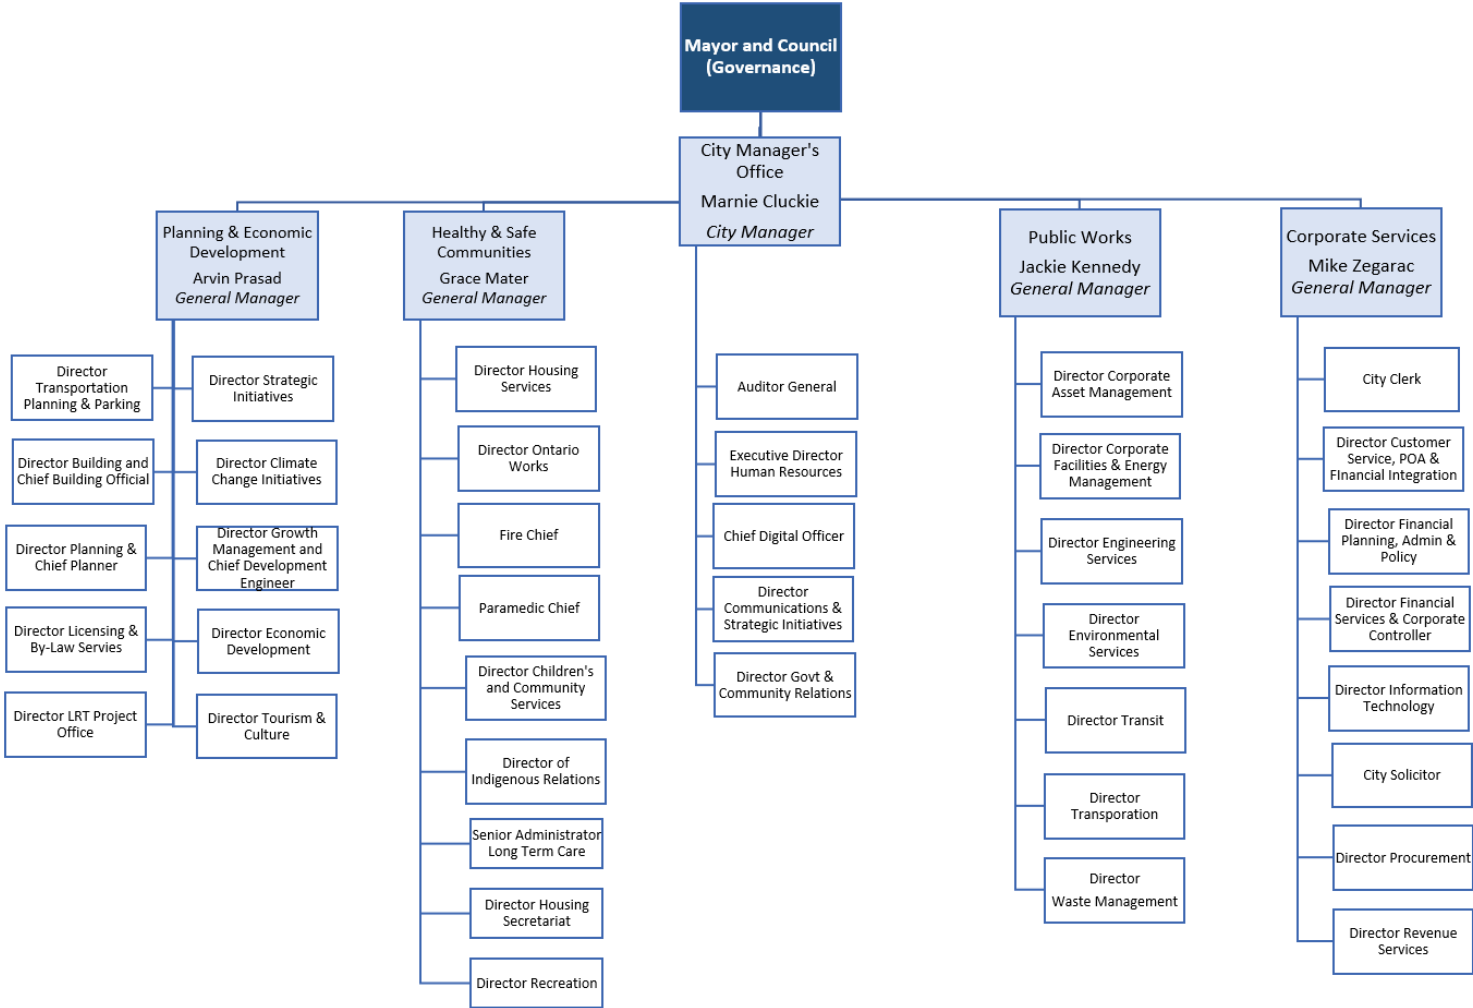 Mayor and Council
(Governance)
City Manager's
Office
Marnie Cluckie
City Manager
Planning & Economic
Development
Arvin Prasad
General Manager
Director
Transportation
Planning & Parking
Director Strategic
Initiatives
Director Building and
Chief Building Official
Director Climate
Change Initiatives
Director Planning &
Chief Planner
Director Growth
Management and
Chief Development
Engineer
Director Licensing &
By-Law Servies
Director Economic
Development
Director LRT Project
Office
Director Tourism &
Culture
Healthy & Safe
Communities
Grace Mater
General Manager
Director Housing
Services
Director Ontario
Works
Fire Chief
Paramedic Chief
Director Children's
and Community
Services
Director of
Indigenous Relations
Senior Administrator
Long Term Care
Director Housing
Secretariat
Director Recreation
Auditor General
Executive Director
Human Resources
Chief Digital Officer
Director
Communications &
Strategic Initiatives
Director Govt &
Community Relations
Public Works
Jackie Kennedy
General Manager
Director Corporate
Asset Management
Director Corporate
Facilities & Energy
Management
Director Engineering
Services
Director
Environmental
Services
Director Transit
Director
Transporation
Director
Waste Management
Corporate Services
Mike Zegarac
General Manager
City Clerk
Director Customer
Service, POA &
FInancial Integration
Director Financial
Planning, Admin &
Policy
Director Financial
Services & Corporate
Controller
Director Information
Technology
City Solicitor
Director Procurement
Director Revenue
Services